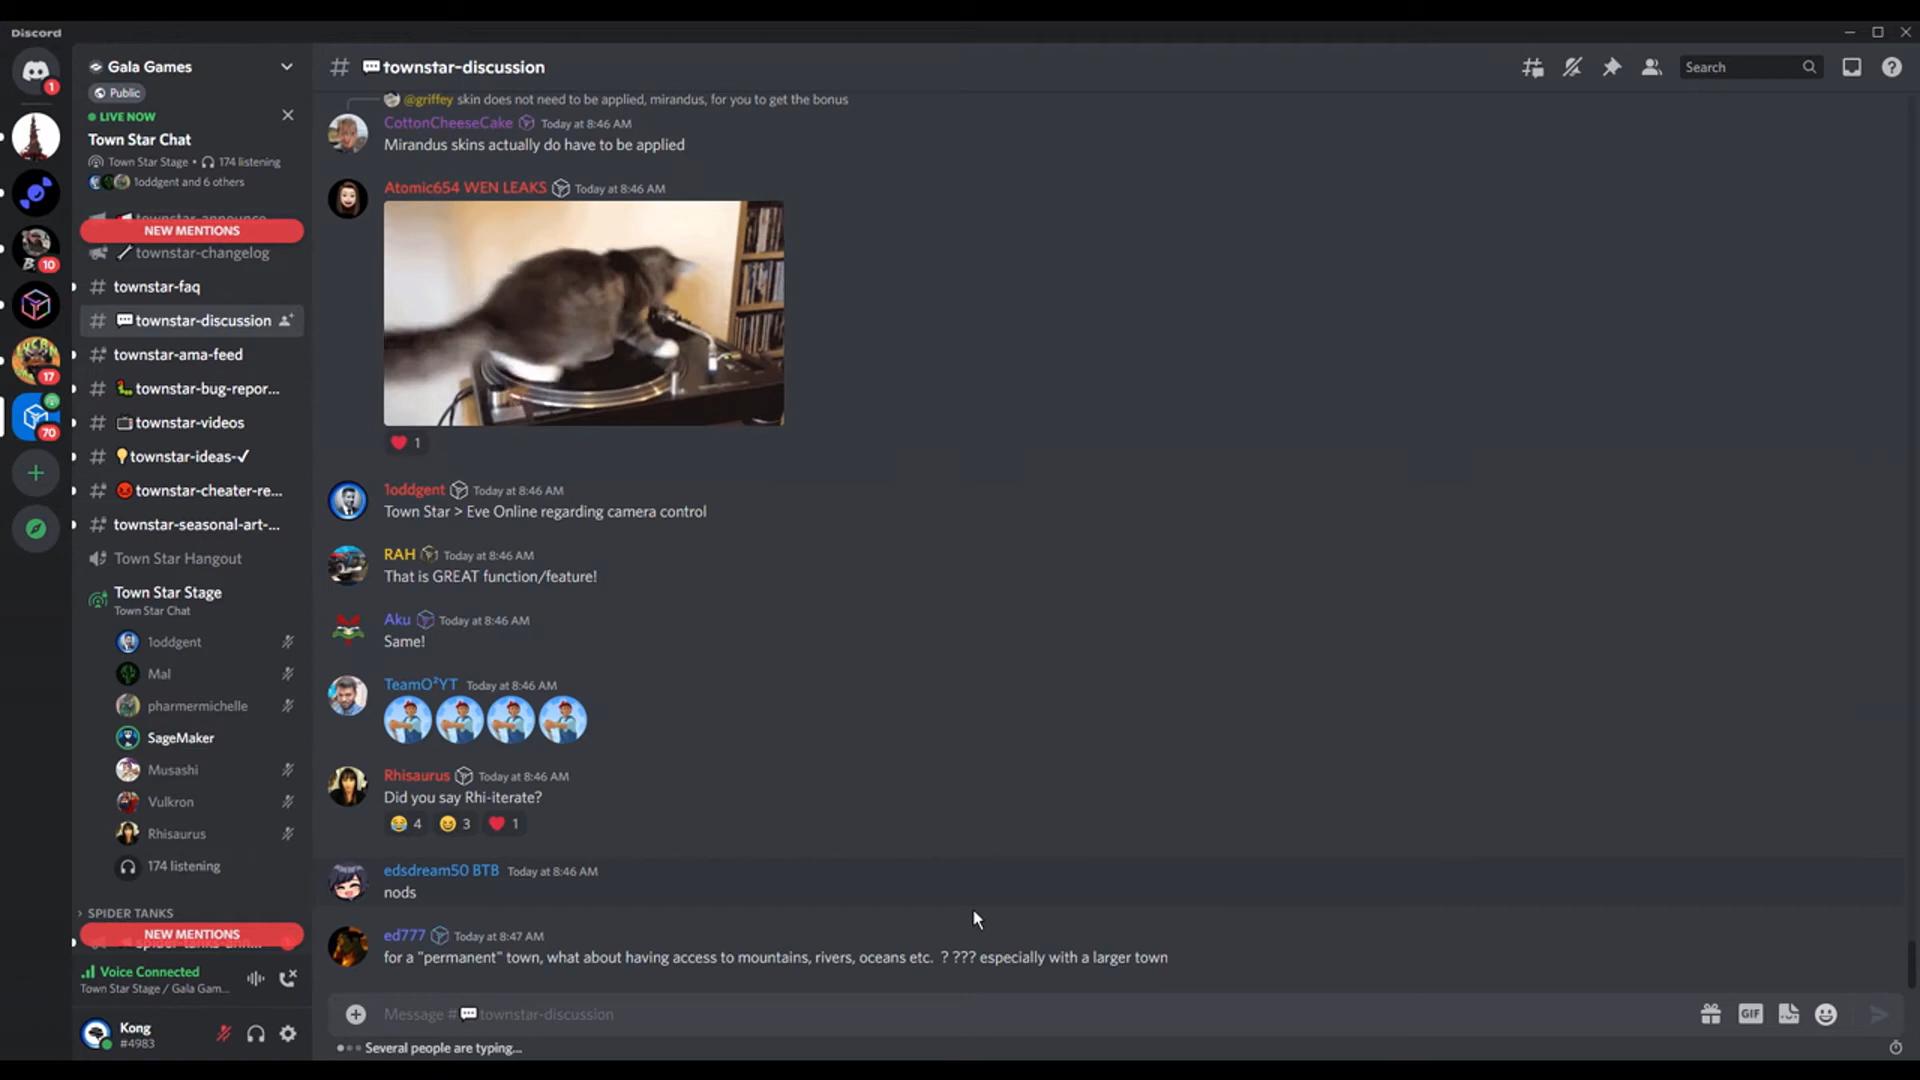 Discord
Gala Games
Public
LIVE NOW
Town Star Chat
Town Star Stage • 174 listening
1oddgent and 6 others
NEW MENTIONS
townstar-changelog
townstar-faq
townstar-discussion
townstar-ama-feed
townstar-bug-repor...
townstar-videos
townstar-ideas-✓
townstar-cheater-re...
townstar-seasonal-art-...
Town Star Hangout
Town Star Stage
Town Star Chat
1oddgent
Mal
pharmermichelle
SageMaker
Musashi
Vulkron
Rhisaurus
174 listening
SPIDER TANKS
NEW MENTIONS
Voice Connected
Town Star Stage / Gala Gam...
Kong
#4983
1
10
17
70
# townstar-discussion
Search
@griffey skin does not need to be applied, mirandus, for you to get the bonus
CottonCheeseCake Today at 8:46 AM
Mirandus skins actually do have to be applied
Atomic654 WEN LEAKS Today at 8:46 AM
1
1oddgent Today at 8:46 AM
Town Star > Eve Online regarding camera control
RAH Today at 8:46 AM
That is GREAT function/feature!
Aku Today at 8:46 AM
Same!
TeamO²YT Today at 8:46 AM
Rhisaurus Today at 8:46 AM
Did you say Rhi-iterate?
4 3 1
edsdream50 BTB Today at 8:46 AM
nods
ed777 Today at 8:47 AM
for a "permanent" town, what about having access to mountains, rivers, oceans etc. ? ??? especially with a larger town
Message # townstar-discussion
GIF
Several people are typing...